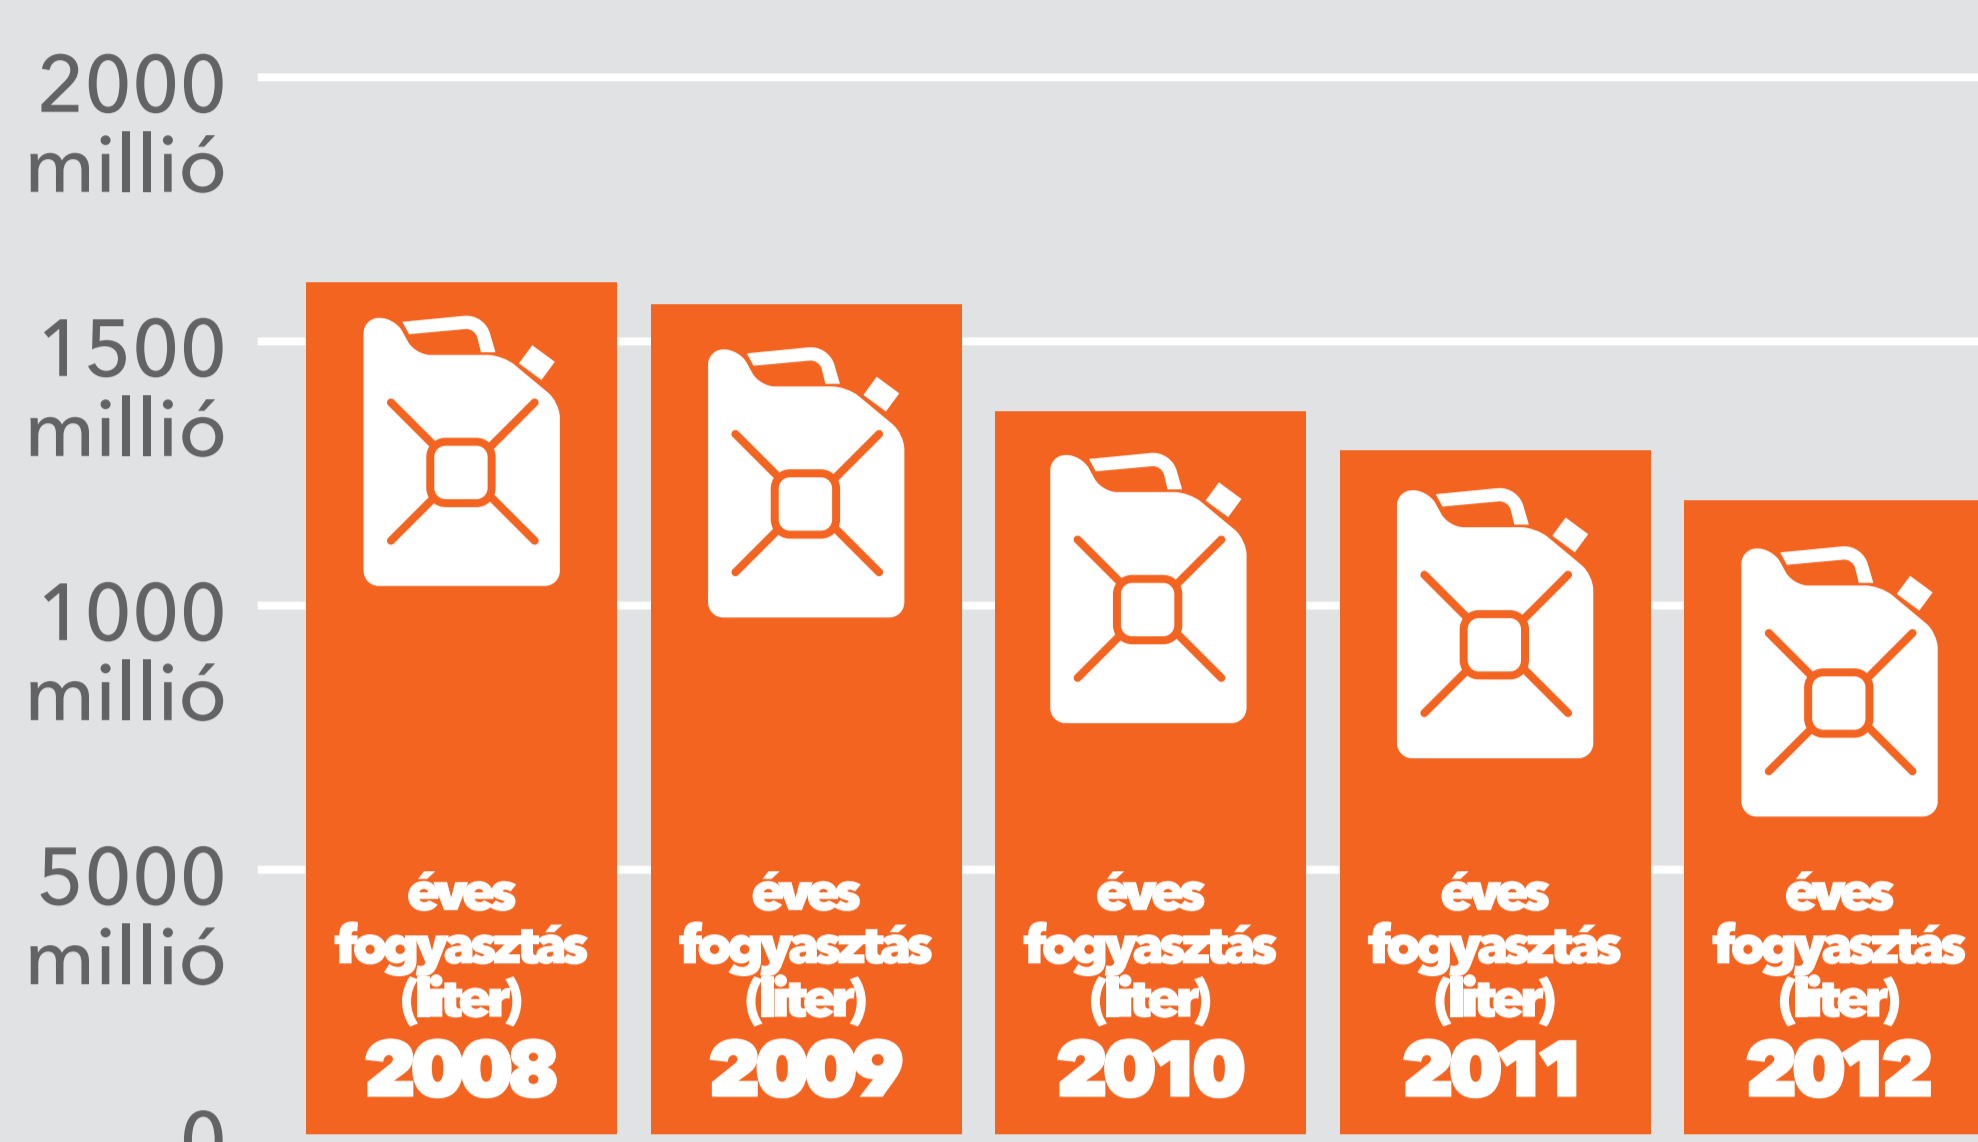 2000
millió
1500
millió
1000
millió
5000
millió
0
éves
fogyasztás
(liter)
2008
éves
fogyasztás
(liter)
2009
éves
fogyasztás
(liter)
2010
éves
fogyasztás
(liter)
2011
éves
fogyasztás
(liter)
2012